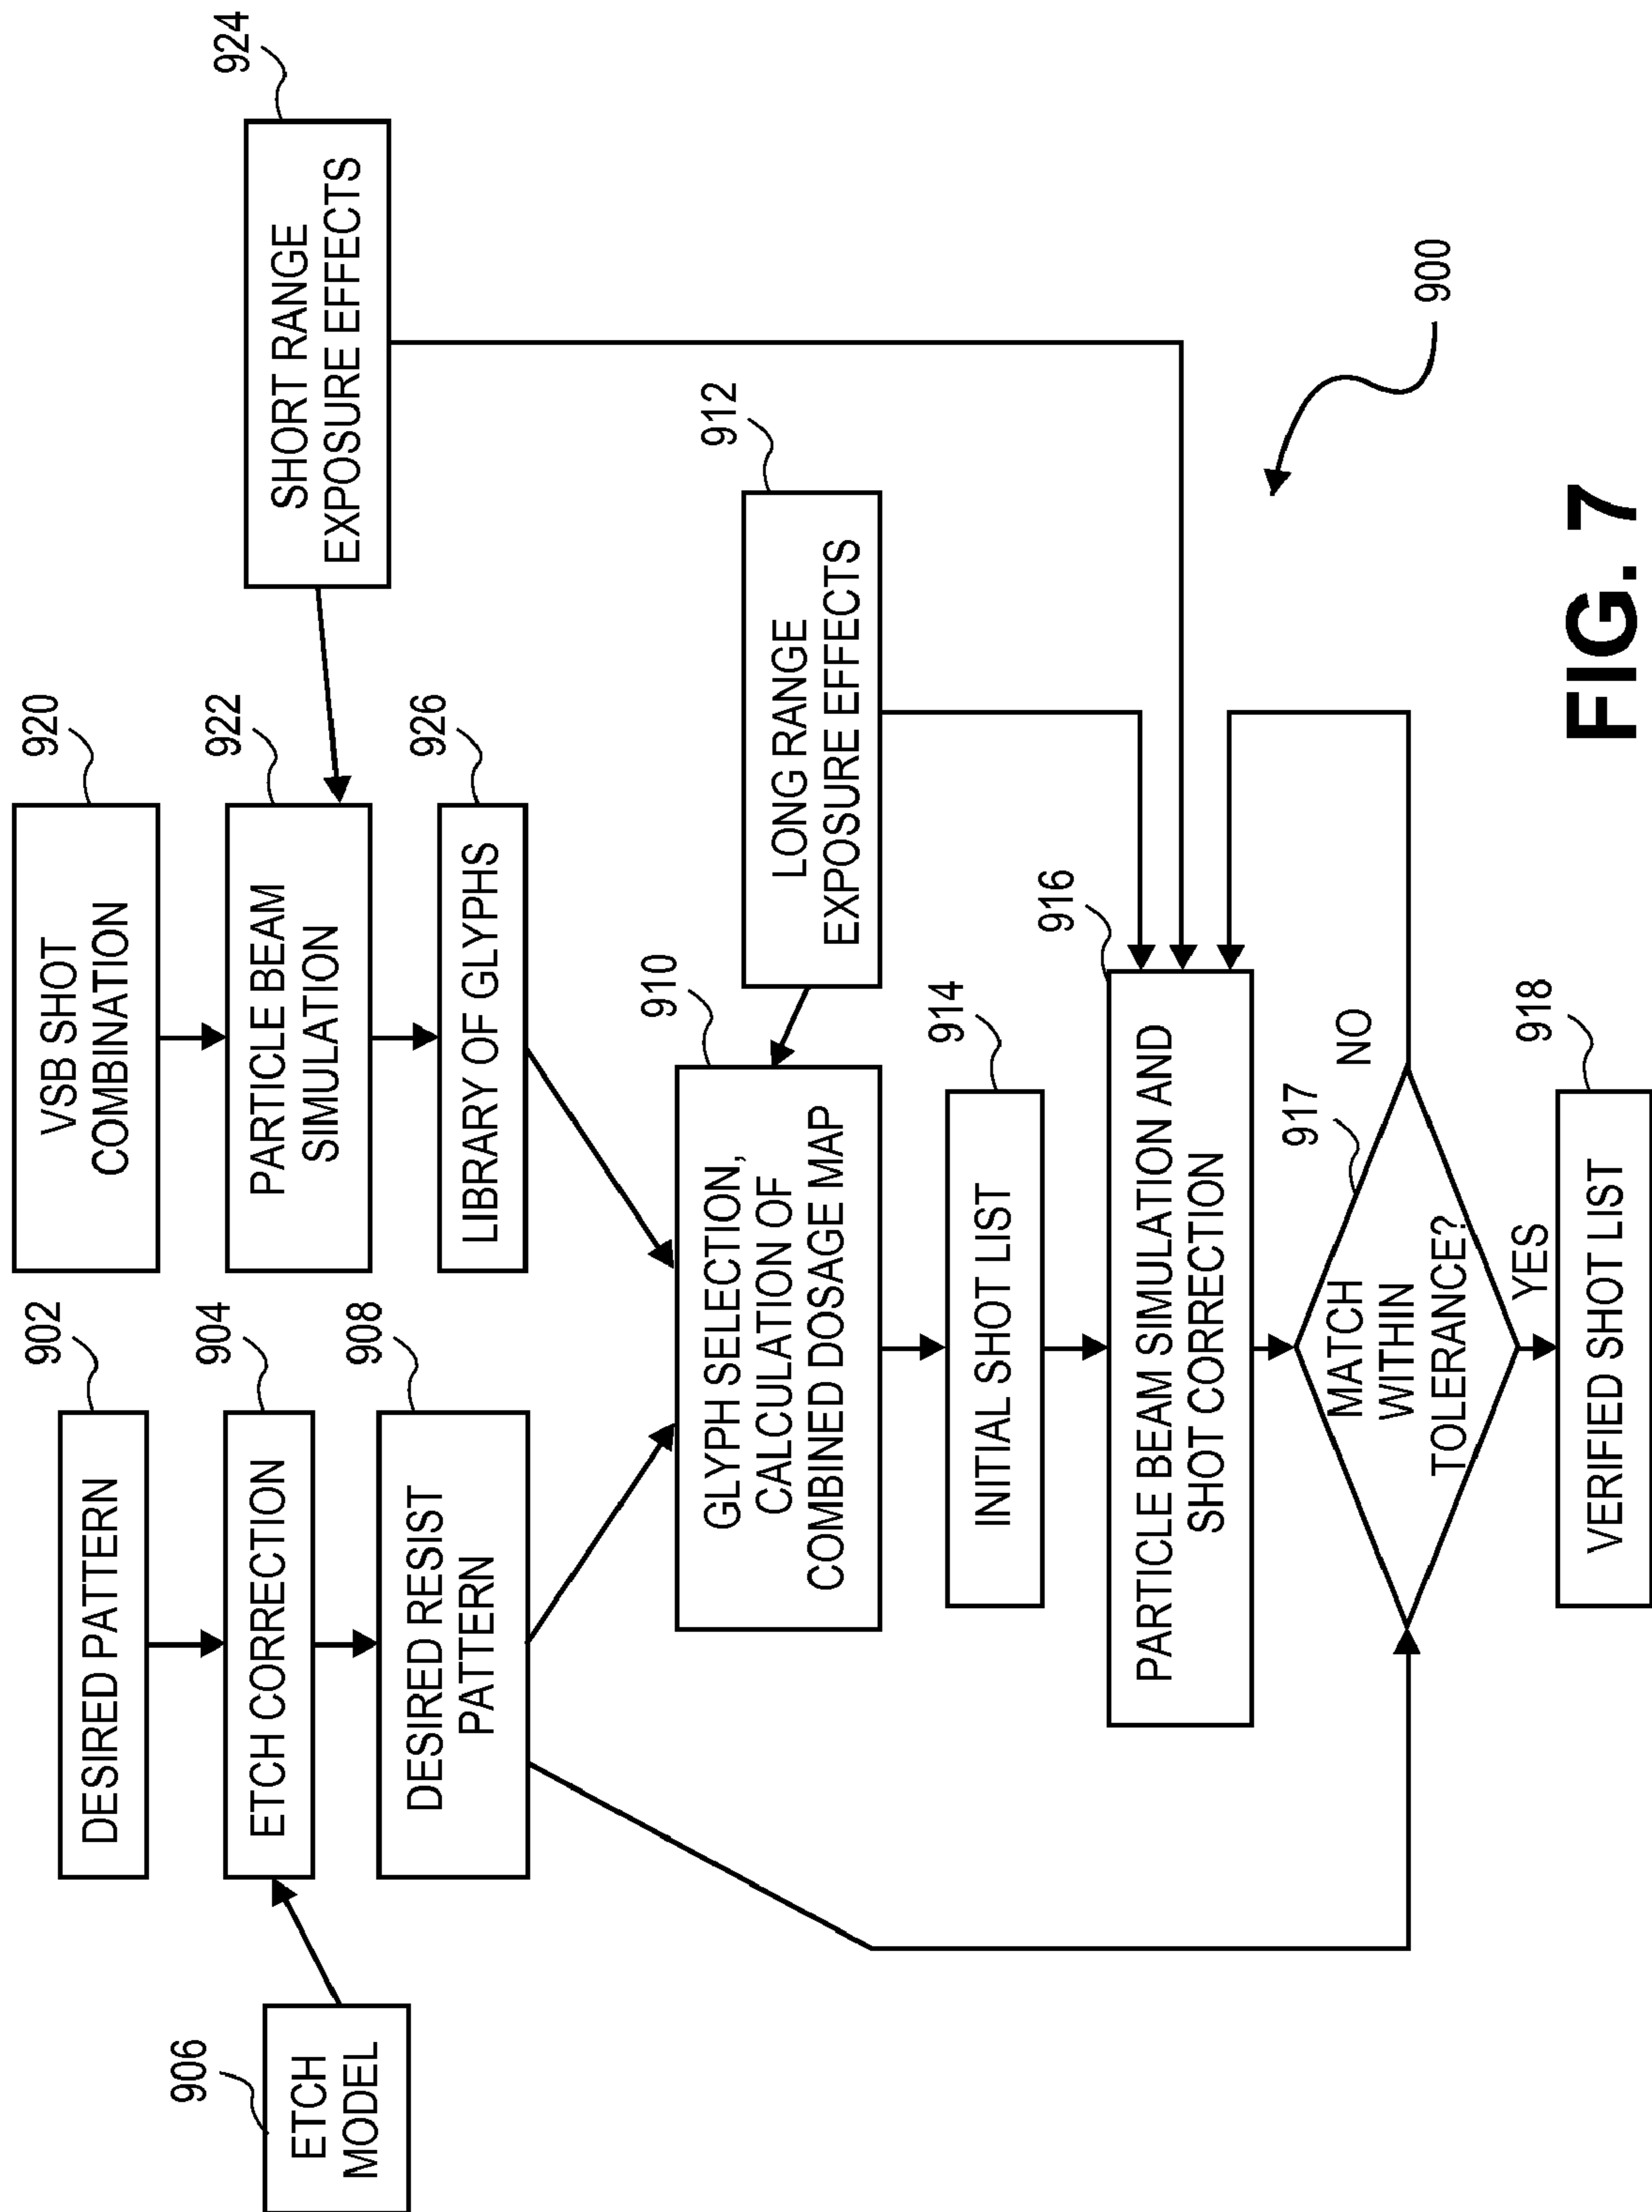 902
DESIRED PATTERN
904
ETCH CORRECTION
906
ETCH
MODEL
908
DESIRED RESIST
PATTERN
920
VSB SHOT
COMBINATION
922
PARTICLE BEAM
SIMULATION
924
SHORT RANGE
EXPOSURE EFFECTS
926
LIBRARY OF GLYPHS
910
GLYPH SELECTION,
CALCULATION OF
COMBINED DOSAGE MAP
912
LONG RANGE
EXPOSURE EFFECTS
914
INITIAL SHOT LIST
916
PARTICLE BEAM SIMULATION AND
SHOT CORRECTION
917
MATCH
WITHIN
TOLERANCE?
NO
YES
918
VERIFIED SHOT LIST
900
FIG. 7